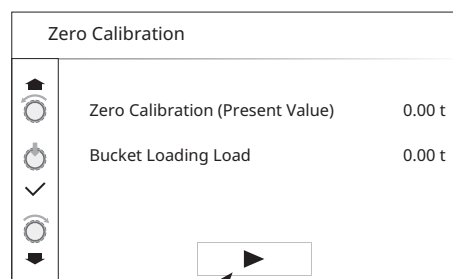 Zero Calibration
Zero Calibration (Present Value) 0.00 t
Bucket Loading Load 0.00 t